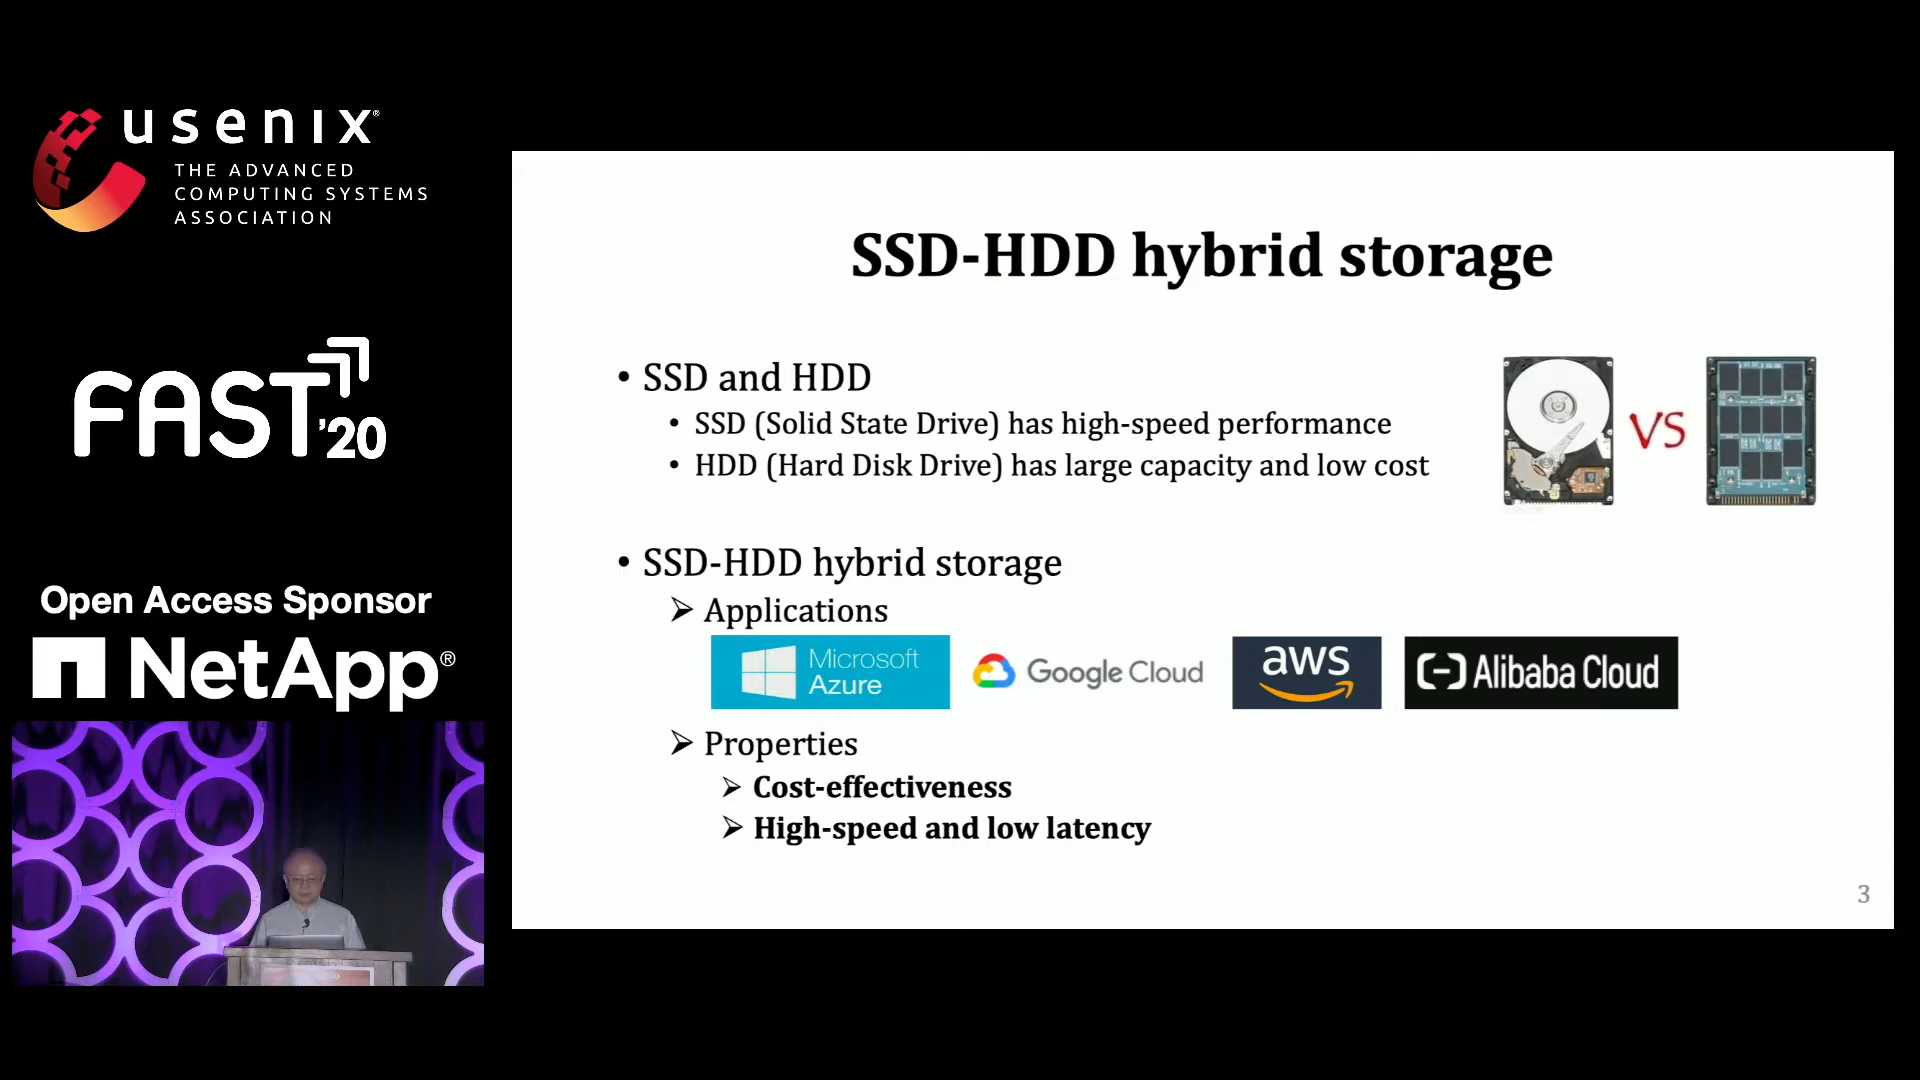 usenix®
THE ADVANCED
COMPUTING SYSTEMS
ASSOCIATION
FAST '20
Open Access Sponsor
NetApp®
SSD-HDD hybrid storage
• SSD and HDD
• SSD (Solid State Drive) has high-speed performance
• HDD (Hard Disk Drive) has large capacity and low cost
VS
• SSD-HDD hybrid storage
➢ Applications
Microsoft Azure
Google Cloud
aws
Alibaba Cloud
➢ Properties
➢ Cost-effectiveness
➢ High-speed and low latency
3